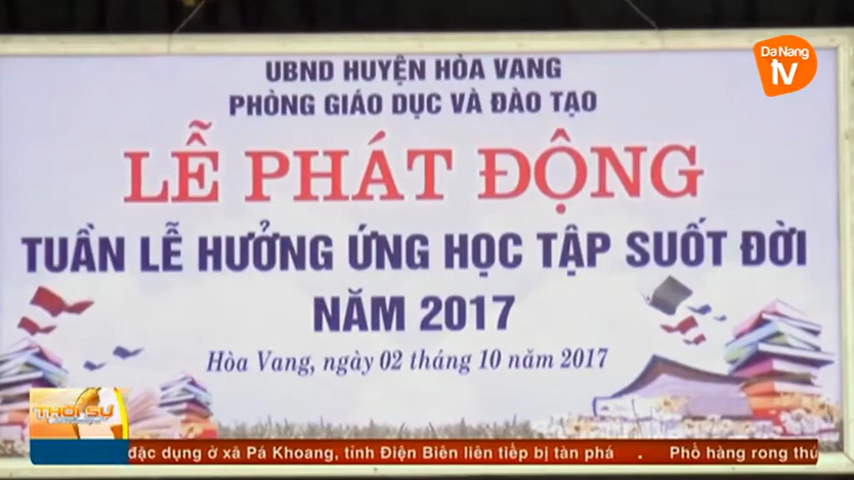 Da Nang
TV
UBND HUYỆN HÒA VANG
PHÒNG GIÁO DỤC VÀ ĐÀO TẠO
LỄ PHÁT ĐỘNG
TUẦN LỄ HƯỞNG ỨNG HỌC TẬP SUỐT ĐỜI
NĂM 2017
Hòa Vang, ngày 02 tháng 10 năm 2017
THỜI SỰ
đặc dụng ở xã Pá Khoang, tỉnh Điện Biên liên tiếp bị tàn phá . Phố hàng rong thú